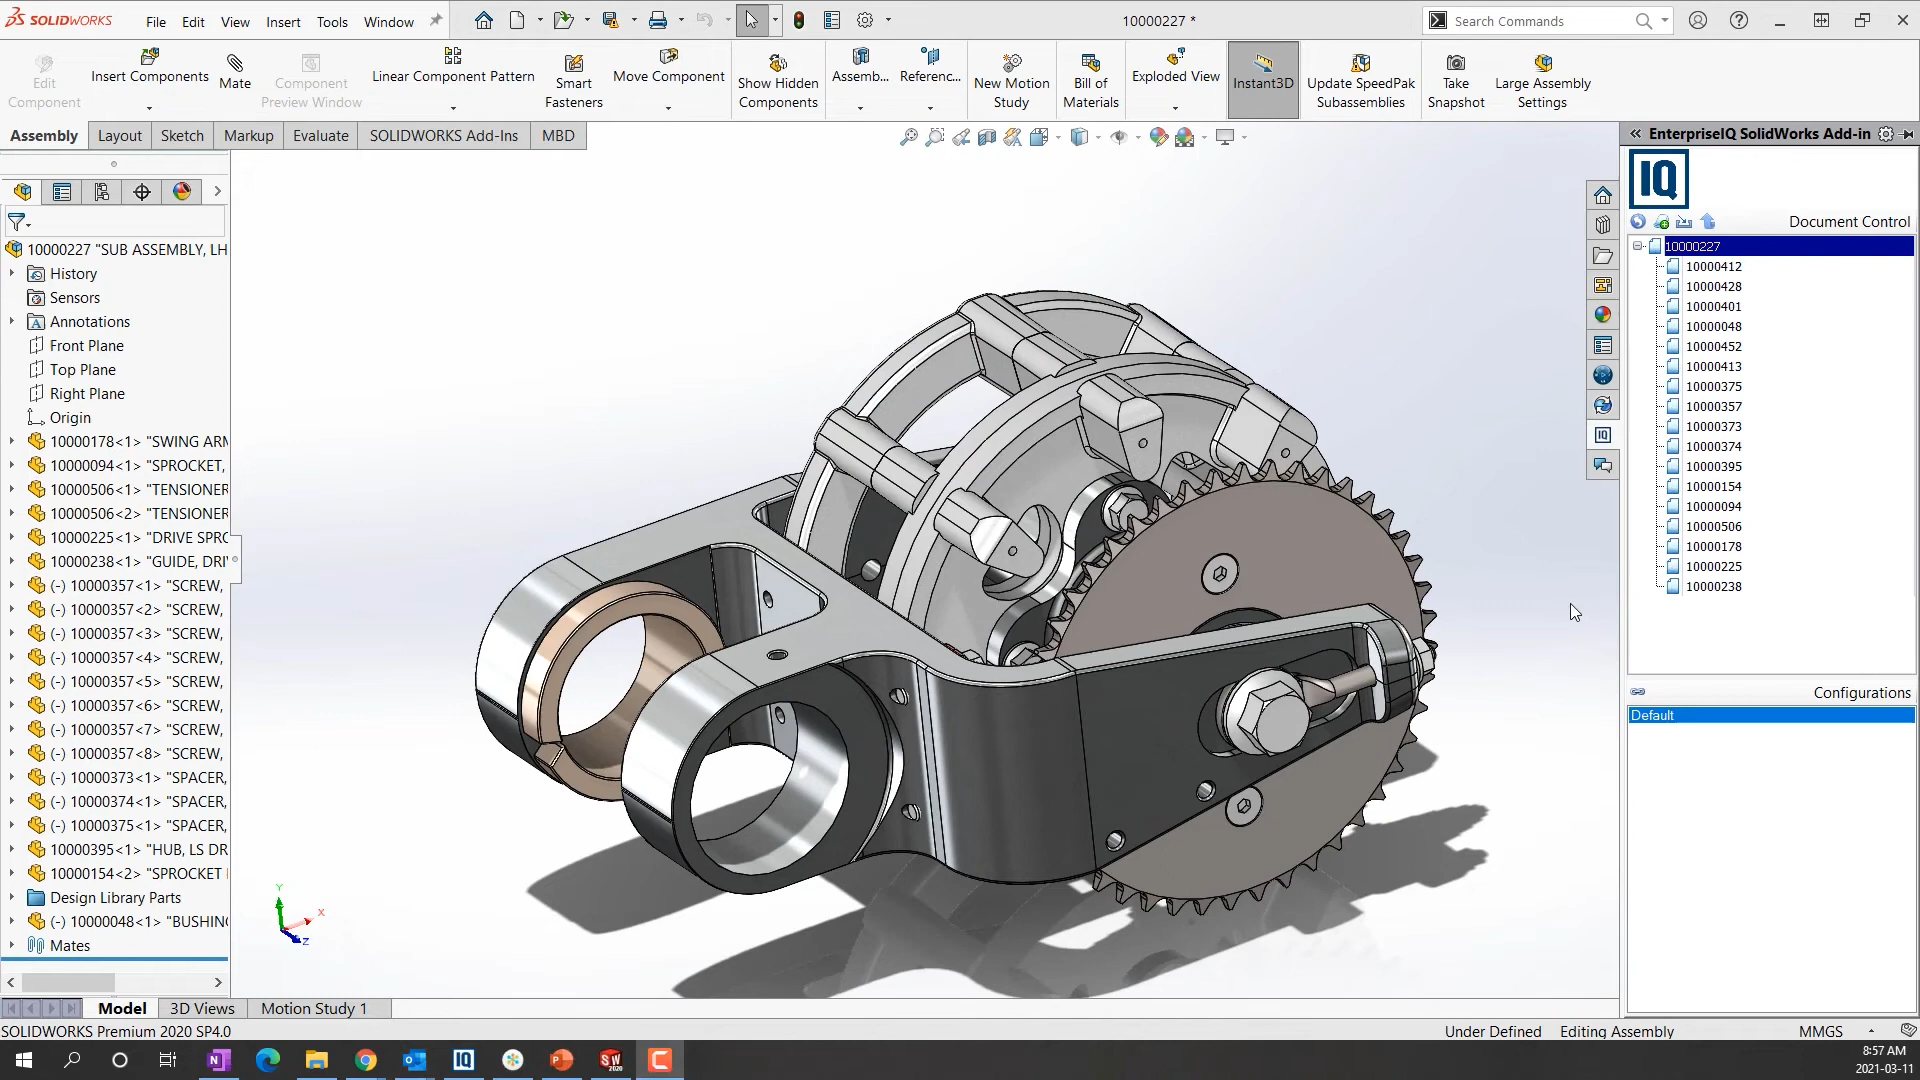 SOLIDWORKS
File Edit View Insert Tools Window
10000227 *
Search Commands
Edit Component
Insert Components
Mate
Component Preview Window
Linear Component Pattern
Smart Fasteners
Move Component
Show Hidden Components
Assemb...
Referenc...
New Motion Study
Bill of Materials
Exploded View
Instant3D
Update SpeedPak Subassemblies
Take Snapshot
Large Assembly Settings
Assembly Layout Sketch Markup Evaluate SOLIDWORKS Add-Ins MBD
10000227 "SUB ASSEMBLY, LH
History
Sensors
Annotations
Front Plane
Top Plane
Right Plane
Origin
10000178<1> "SWING ARM
10000094<1> "SPROCKET,
10000506<1> "TENSIONER
10000506<2> "TENSIONER
10000225<1> "DRIVE SPRO
10000238<1> "GUIDE, DRI
(-) 10000357<1> "SCREW,
(-) 10000357<2> "SCREW,
(-) 10000357<3> "SCREW,
(-) 10000357<4> "SCREW,
(-) 10000357<5> "SCREW,
(-) 10000357<6> "SCREW,
(-) 10000357<7> "SCREW,
(-) 10000357<8> "SCREW,
(-) 10000373<1> "SPACER,
(-) 10000374<1> "SPACER,
(-) 10000375<1> "SPACER,
10000395<1> "HUB, LS DR
10000154<2> "SPROCKET
Design Library Parts
(-) 10000048<1> "BUSHING
Mates
Y
X
Z
EnterpriseIQ SolidWorks Add-in
IQ
Document Control
10000227
10000412
10000428
10000401
10000048
10000452
10000413
10000375
10000357
10000373
10000374
10000395
10000154
10000094
10000506
10000178
10000225
10000238
Configurations
Default
IQ
Model 3D Views Motion Study 1
SOLIDWORKS Premium 2020 SP4.0
Under Defined Editing Assembly MMGS
IQ
SW 2020
8:57 AM
2021-03-11